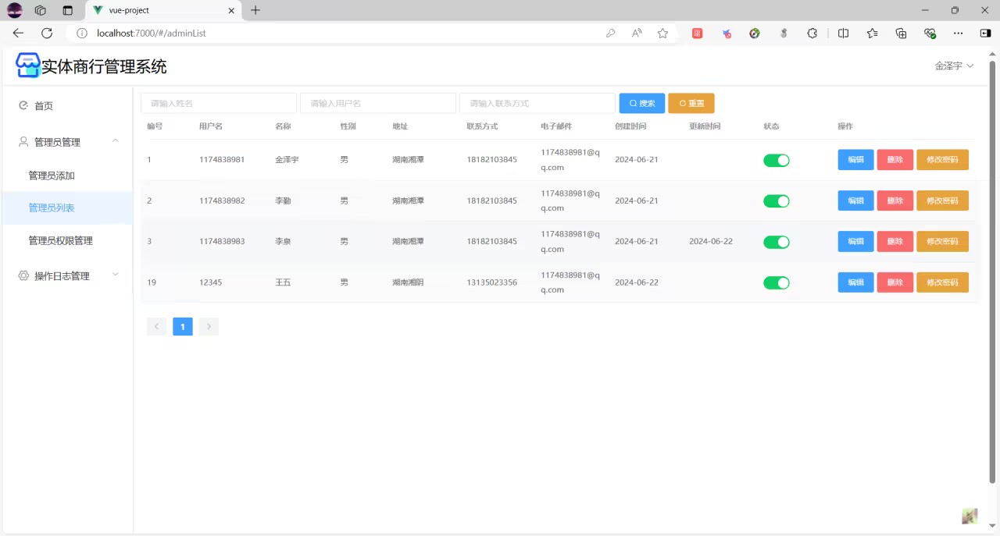 vue-project
localhost:7000/#/adminList
实体商行管理系统
金泽宇
首页
管理员管理
管理员添加
管理员列表
管理员权限管理
操作日志管理
请输入姓名 请输入用户名 请输入联系方式 搜索 重置
编号 用户名 名称 性别 地址 联系方式 电子邮件 创建时间 更新时间 状态 操作
1 1174838981 金泽宇 男 湖南湘潭 18182103845 1174838981@q 2024-06-21 编辑 删除 修改密码
q.com
2 1174838982 李勤 男 湖南湘潭 18182103845 1174838981@q 2024-06-21 编辑 删除 修改密码
q.com
3 1174838983 李泉 男 湖南湘潭 18182103845 1174838981@q 2024-06-21 2024-06-22 编辑 删除 修改密码
q.com
19 12345 王五 男 湖南湘阴 13135023356 1174838981@q 2024-06-22 编辑 删除 修改密码
q.com
1